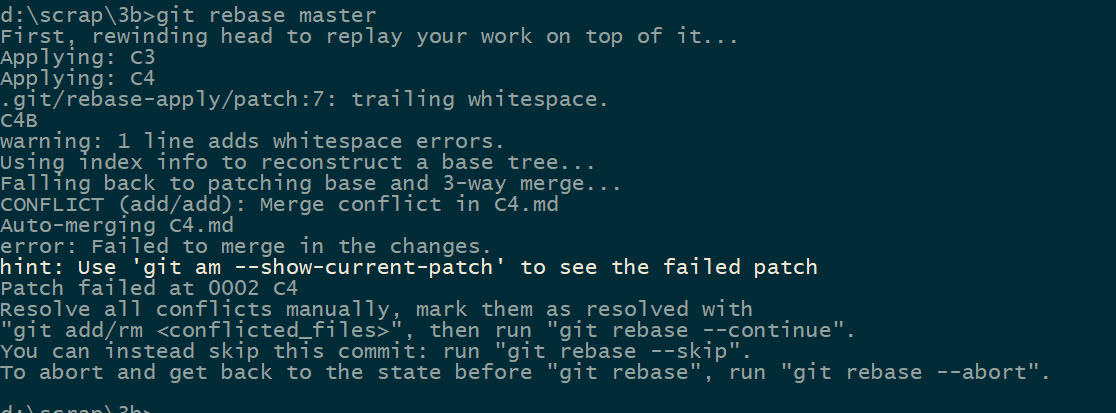 d:\scrap\3b>git rebase master
First, rewinding head to replay your work on top of it...
Applying: C3
Applying: C4
.git/rebase-apply/patch:7: trailing whitespace.
C4B
warning: 1 line adds whitespace errors.
Using index info to reconstruct a base tree...
Falling back to patching base and 3-way merge...
CONFLICT (add/add): Merge conflict in C4.md
Auto-merging C4.md
error: Failed to merge in the changes.
hint: Use 'git am --show-current-patch' to see the failed patch
Patch failed at 0002 C4
Resolve all conflicts manually, mark them as resolved with
"git add/rm <conflicted_files>", then run "git rebase --continue".
You can instead skip this commit: run "git rebase --skip".
To abort and get back to the state before "git rebase", run "git rebase --abort".
d:\scrap\3b>